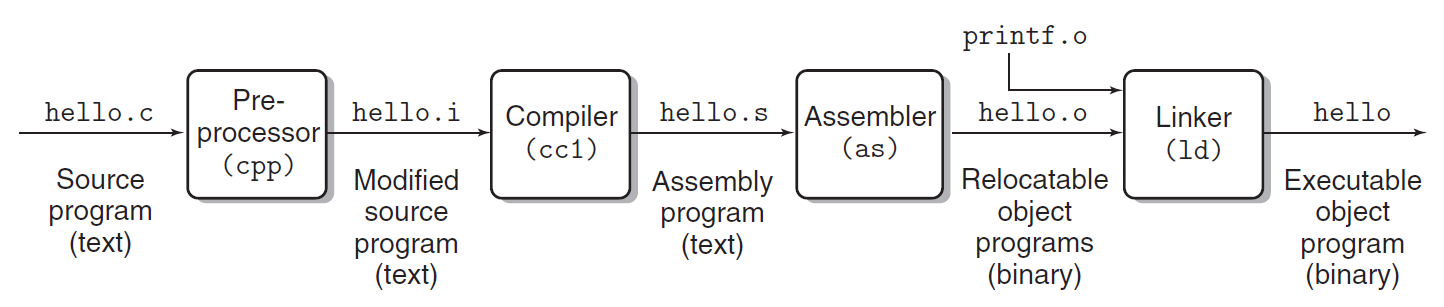 printf.o
hello.c
Pre-
processor
(cpp)
hello.i
Compiler
(cc1)
hello.s
Assembler
(as)
hello.o
Linker
(ld)
hello
Source
program
(text)
Modified
source
program
(text)
Assembly
program
(text)
Relocatable
object
programs
(binary)
Executable
object
program
(binary)